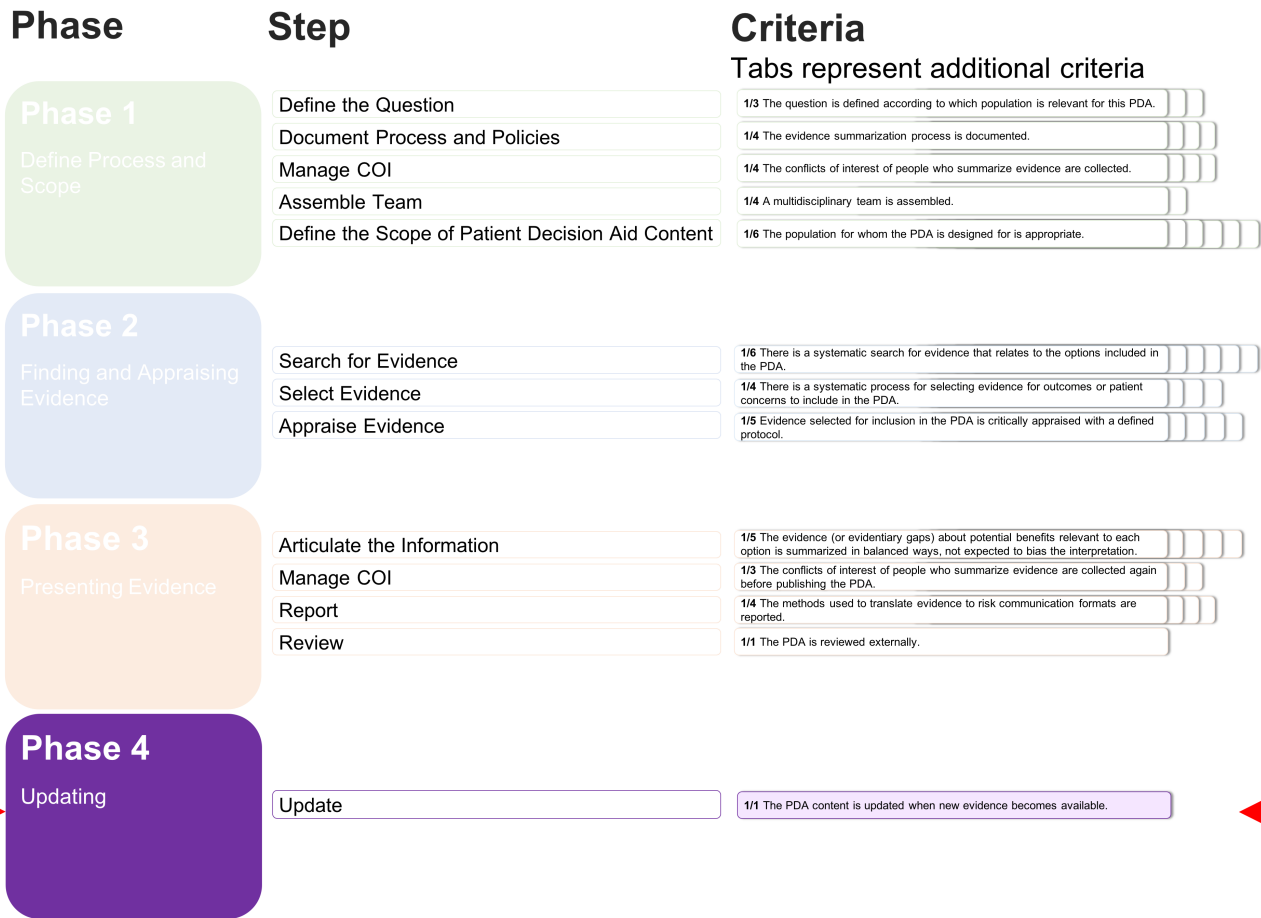 Phase
Step
Criteria
Tabs represent additional criteria
Phase 1
Define Process and
Scope
Define the Question
1/3 The question is defined according to which population is relevant for this PDA.
Document Process and Policies
1/4 The evidence summarization process is documented.
Manage COI
1/4 The conflicts of interest of people who summarize evidence are collected.
Assemble Team
1/4 A multidisciplinary team is assembled.
Define the Scope of Patient Decision Aid Content
1/6 The population for whom the PDA is designed for is appropriate.
Phase 2
Finding and Appraising
Evidence
Search for Evidence
1/6 There is a systematic search for evidence that relates to the options included in
the PDA.
Select Evidence
1/4 There is a systematic process for selecting evidence for outcomes or patient
concerns to include in the PDA.
Appraise Evidence
1/5 Evidence selected for inclusion in the PDA is critically appraised with a defined
protocol.
Phase 3
Presenting Evidence
Articulate the Information
1/5 The evidence (or evidentiary gaps) about potential benefits relevant to each
option is summarized in balanced ways, not expected to bias the interpretation.
Manage COI
1/3 The conflicts of interest of people who summarize evidence are collected again
before publishing the PDA.
Report
1/4 The methods used to translate evidence to risk communication formats are
reported.
Review
1/1 The PDA is reviewed externally.
Phase 4
Updating
Update
1/1 The PDA content is updated when new evidence becomes available.